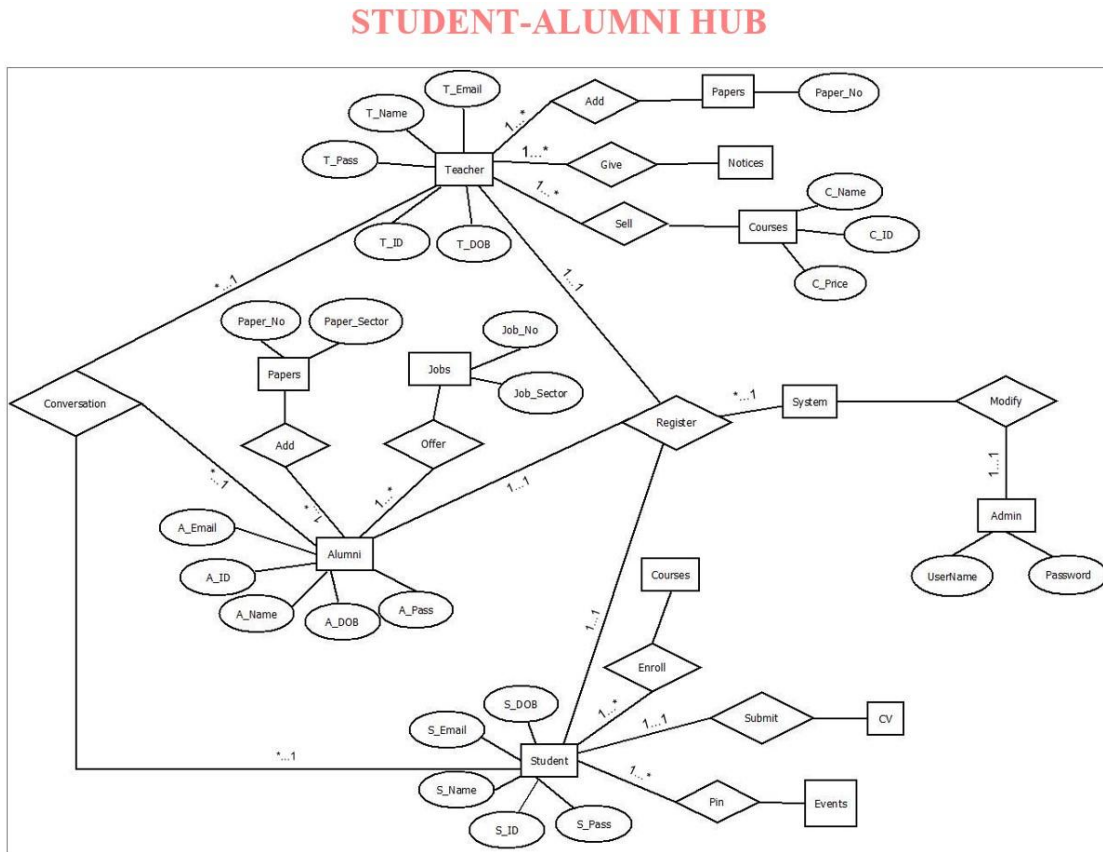 STUDENT-ALUMNI HUB
T_Email
T_Name
T_Pass
Teacher
T_ID
T_DOB
1...*
Add
Papers
Paper_No
1...*
Give
Notices
1...*
Sell
Courses
C_Name
C_ID
C_Price
*...1
1...1
Paper_No
Paper_Sector
Papers
Add
*...1
Job_No
Jobs
Job_Sector
Offer
1...*
Conversation
*...1
Register
1...1
*...1
System
Modify
1...1
Admin
UserName
Password
A_Email
Alumni
A_ID
A_Name
A_DOB
A_Pass
Courses
Enroll
1...*
1...1
S_DOB
S_Email
Student
S_Name
S_ID
S_Pass
*...1
1...1
Submit
CV
1...*
Pin
Events